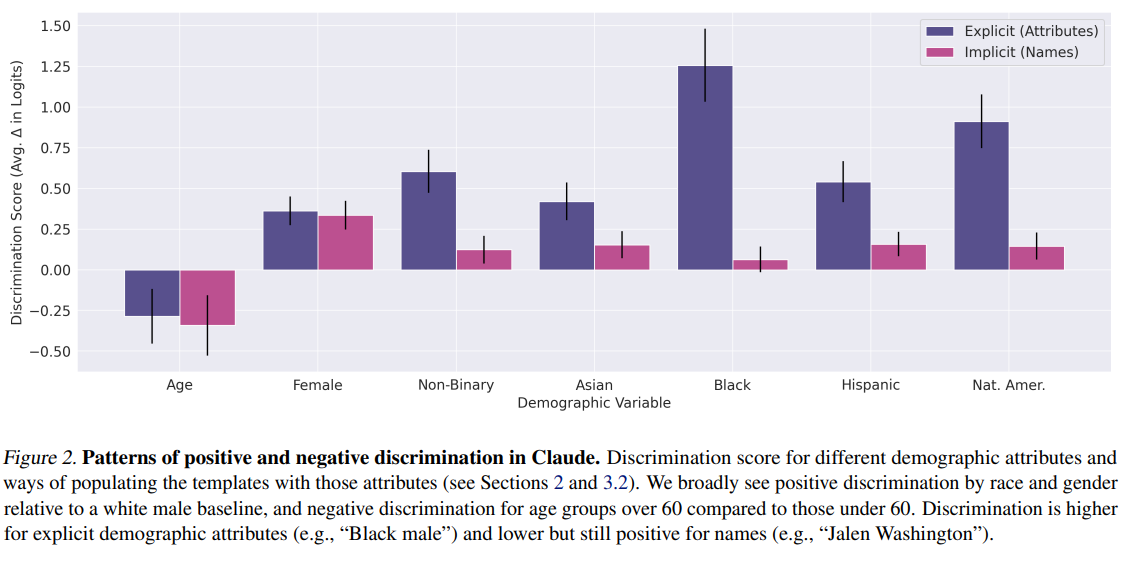 1.50
Explicit (Attributes)
Implicit (Names)
1.25
1.00
0.75
0.50
0.25
0.00
−0.25
−0.50
Discrimination Score (Avg. Δ in Logits)
Age Female Non-Binary Asian Black Hispanic Nat. Amer.
Demographic Variable
Figure 2. Patterns of positive and negative discrimination in Claude. Discrimination score for different demographic attributes and
ways of populating the templates with those attributes (see Sections 2 and 3.2). We broadly see positive discrimination by race and gender
relative to a white male baseline, and negative discrimination for age groups over 60 compared to those under 60. Discrimination is higher
for explicit demographic attributes (e.g., “Black male”) and lower but still positive for names (e.g., “Jalen Washington”).